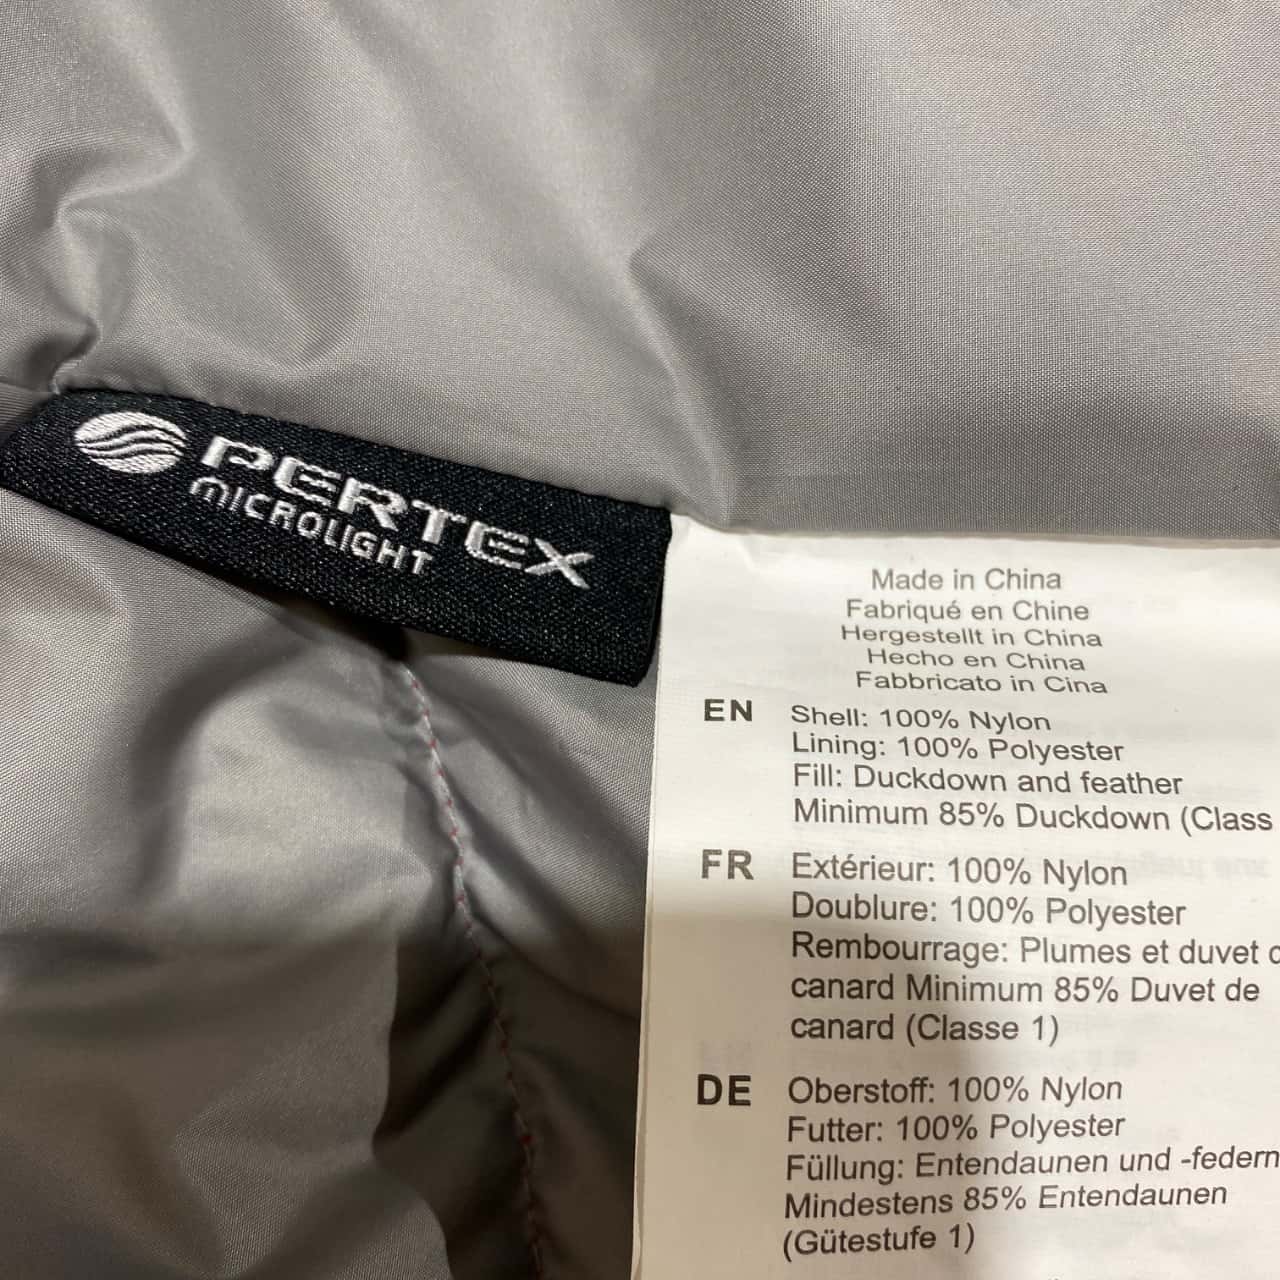 PERTEX
MICROLIGHT
Made in China
Fabriqué en Chine
Hergestellt in China
Hecho en China
Fabbricato in Cina
EN Shell: 100% Nylon
Lining: 100% Polyester
Fill: Duckdown and feather
Minimum 85% Duckdown (Class
FR Extérieur: 100% Nylon
Doublure: 100% Polyester
Rembourrage: Plumes et duvet
canard Minimum 85% Duvet de
canard (Classe 1)
DE Oberstoff: 100% Nylon
Futter: 100% Polyester
Füllung: Entendaunen und -federn
Mindestens 85% Entendaunen
(Gütestufe 1)